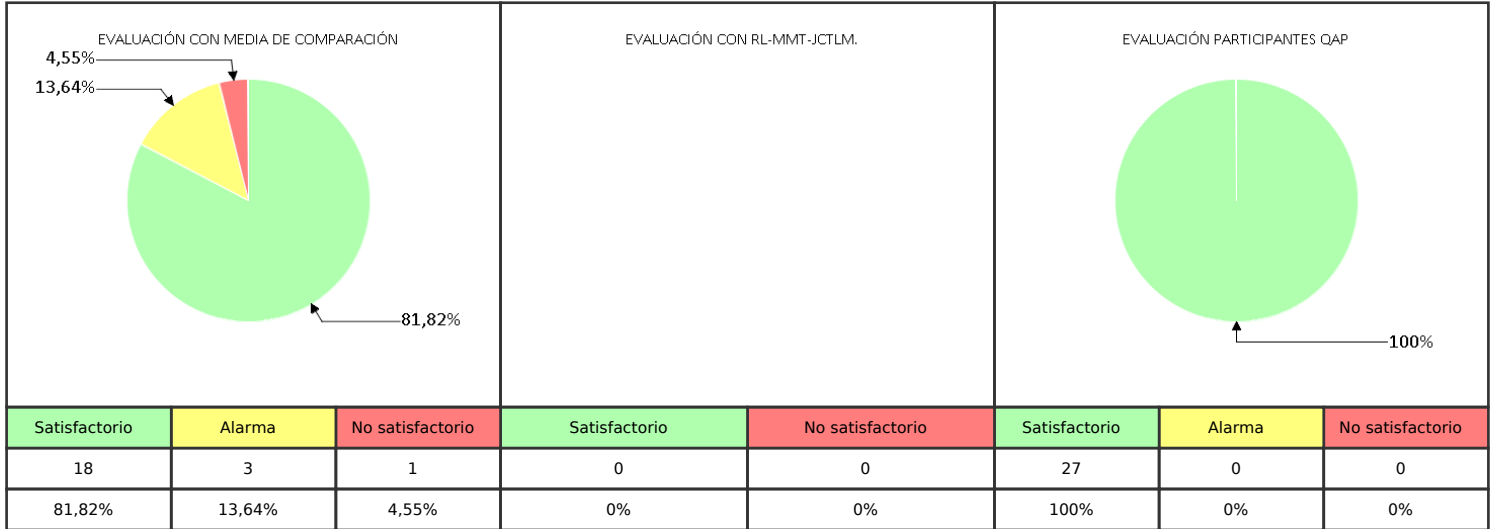 EVALUACIÓN CON MEDIA DE COMPARACIÓN
4,55%
13,64%
81,82%
EVALUACIÓN CON RL-MMT-JCTLM.
EVALUACIÓN PARTICIPANTES QAP
100%
Satisfactorio Alarma No satisfactorio Satisfactorio No satisfactorio Satisfactorio Alarma No satisfactorio
18 3 1 0 0 27 0 0
81,82% 13,64% 4,55% 0% 0% 100% 0% 0%